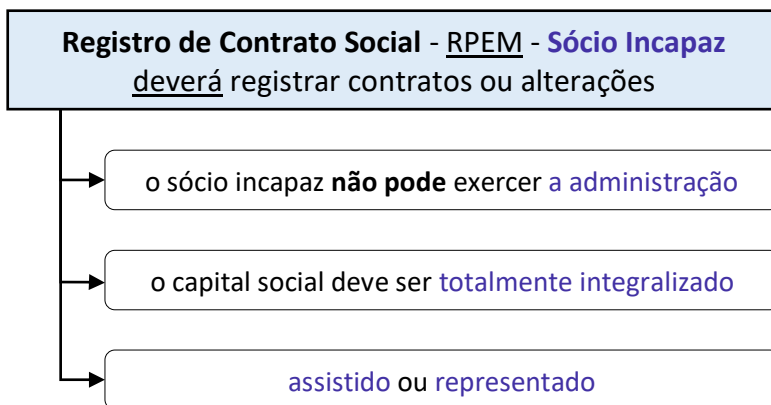 Registro de Contrato Social - RPEM - Sócio Incapaz
deverá registrar contratos ou alterações
o sócio incapaz não pode exercer a administração
o capital social deve ser totalmente integralizado
assistido ou representado